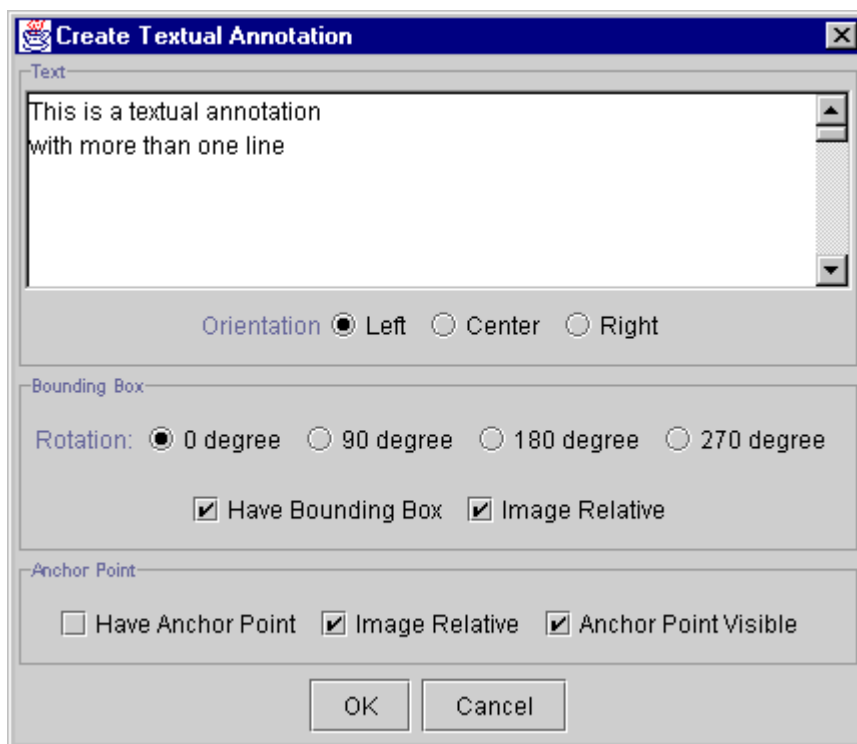 Create Textual Annotation
Text
This is a textual annotation
with more than one line
Orientation Left Center Right
Bounding Box
Rotation: 0 degree 90 degree 180 degree 270 degree
Have Bounding Box Image Relative
Anchor Point
Have Anchor Point Image Relative Anchor Point Visible
OK Cancel